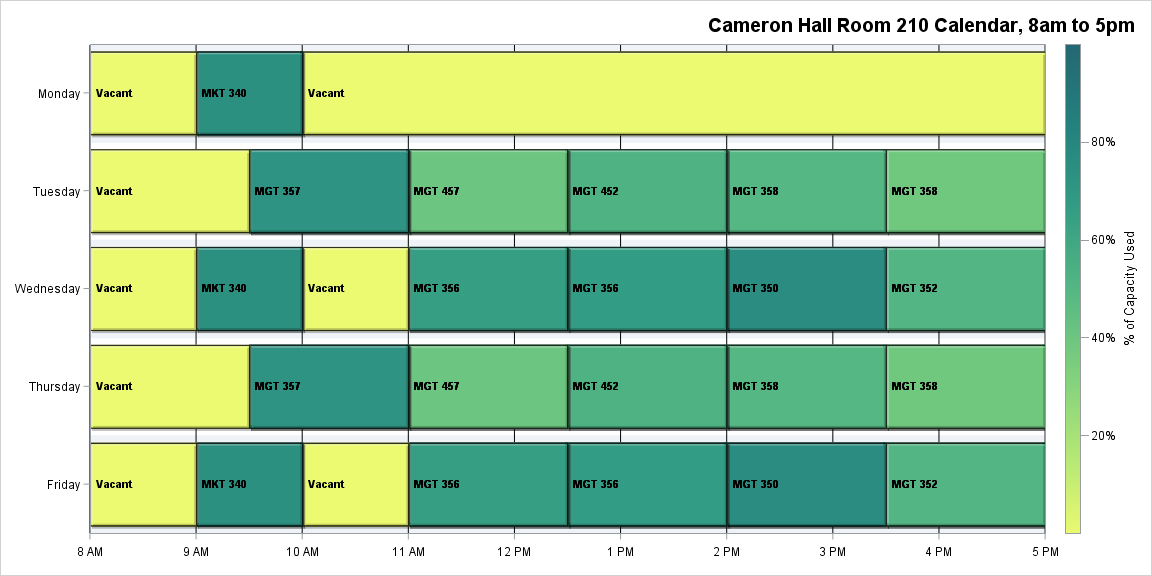 Cameron Hall Room 210 Calendar, 8am to 5pm
Monday
Vacant
MKT 340
Vacant
Tuesday
Vacant
MGT 357
MGT 457
MGT 452
MGT 358
MGT 358
Wednesday
Vacant
MKT 340
Vacant
MGT 356
MGT 356
MGT 350
MGT 352
Thursday
Vacant
MGT 357
MGT 457
MGT 452
MGT 358
MGT 358
Friday
Vacant
MKT 340
Vacant
MGT 356
MGT 356
MGT 350
MGT 352
8 AM
9 AM
10 AM
11 AM
12 PM
1 PM
2 PM
3 PM
4 PM
5 PM
80%
60%
40%
20%
% of Capacity Used